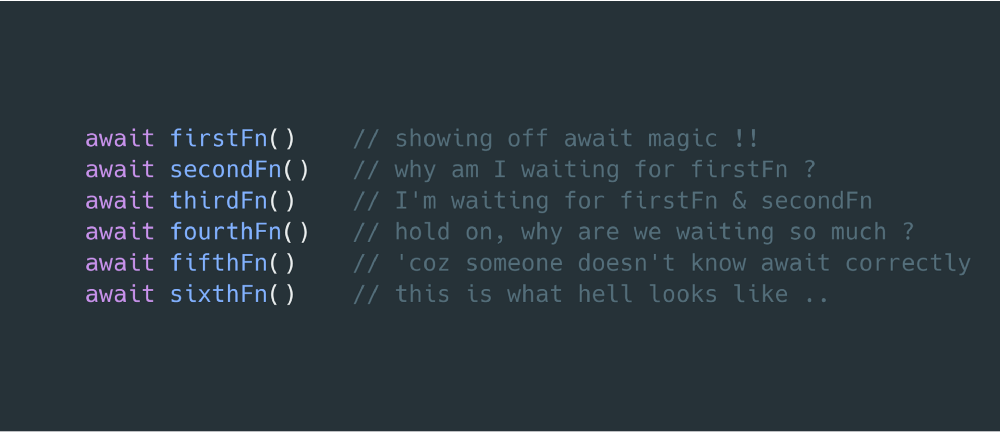 await firstFn()    // showing off await magic !!
await secondFn()   // why am I waiting for firstFn ?
await thirdFn()    // I'm waiting for firstFn & secondFn
await fourthFn()   // hold on, why are we waiting so much ?
await fifthFn()    // 'coz someone doesn't know await correctly
await sixthFn()    // this is what hell looks like ..